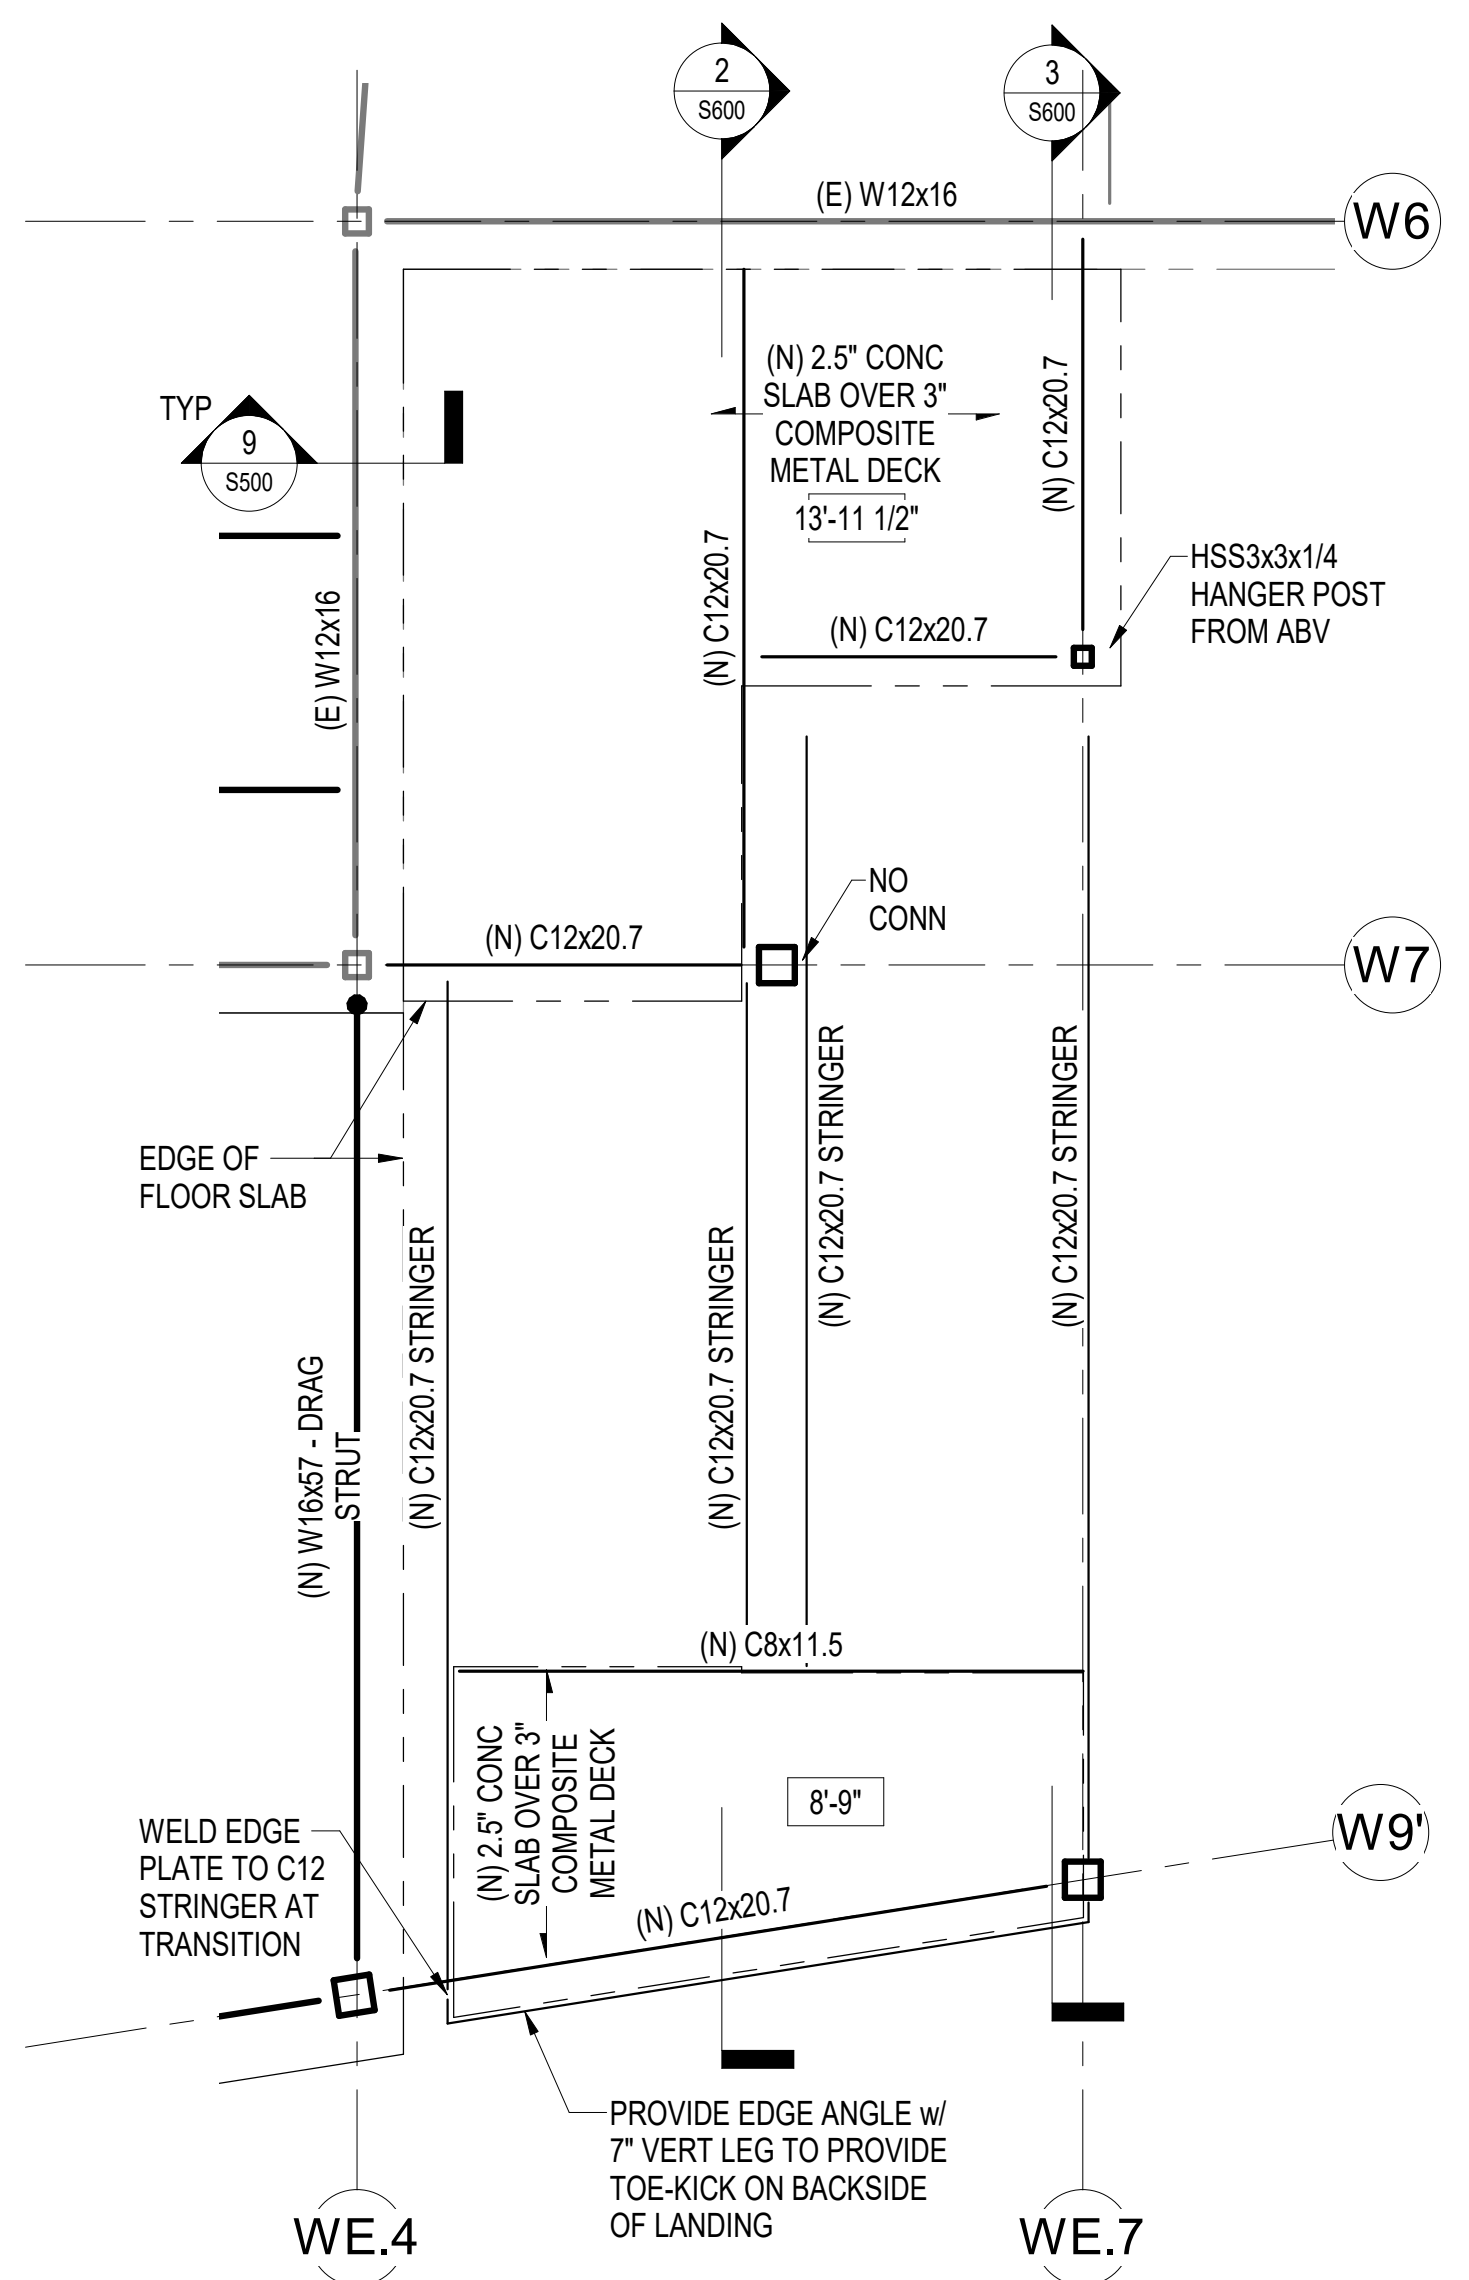 2
S600
3
S600
(E) W12x16
W6
(N) 2.5" CONC
SLAB OVER 3"
COMPOSITE
METAL DECK
13'-11 1/2"
(N) C12x20.7
TYP
9
S500
(N) C12x20.7
HSS3x3x1/4
HANGER POST
FROM ABV
(E) W12x16
(N) C12x20.7
NO
CONN
(N) C12x20.7
W7
EDGE OF
FLOOR SLAB
(N) C12x20.7 STRINGER
(N) C12x20.7 STRINGER
(N) C12x20.7 STRINGER
(N) C12x20.7 STRINGER
(N) W16x57 - DRAG
STRUT
(N) C8x11.5
(N) 2.5" CONC
SLAB OVER 3"
COMPOSITE
METAL DECK
8'-9"
WELD EDGE
PLATE TO C12
STRINGER AT
TRANSITION
(N) C12x20.7
W9'
PROVIDE EDGE ANGLE w/
7" VERT LEG TO PROVIDE
TOE-KICK ON BACKSIDE
OF LANDING
WE.4
WE.7